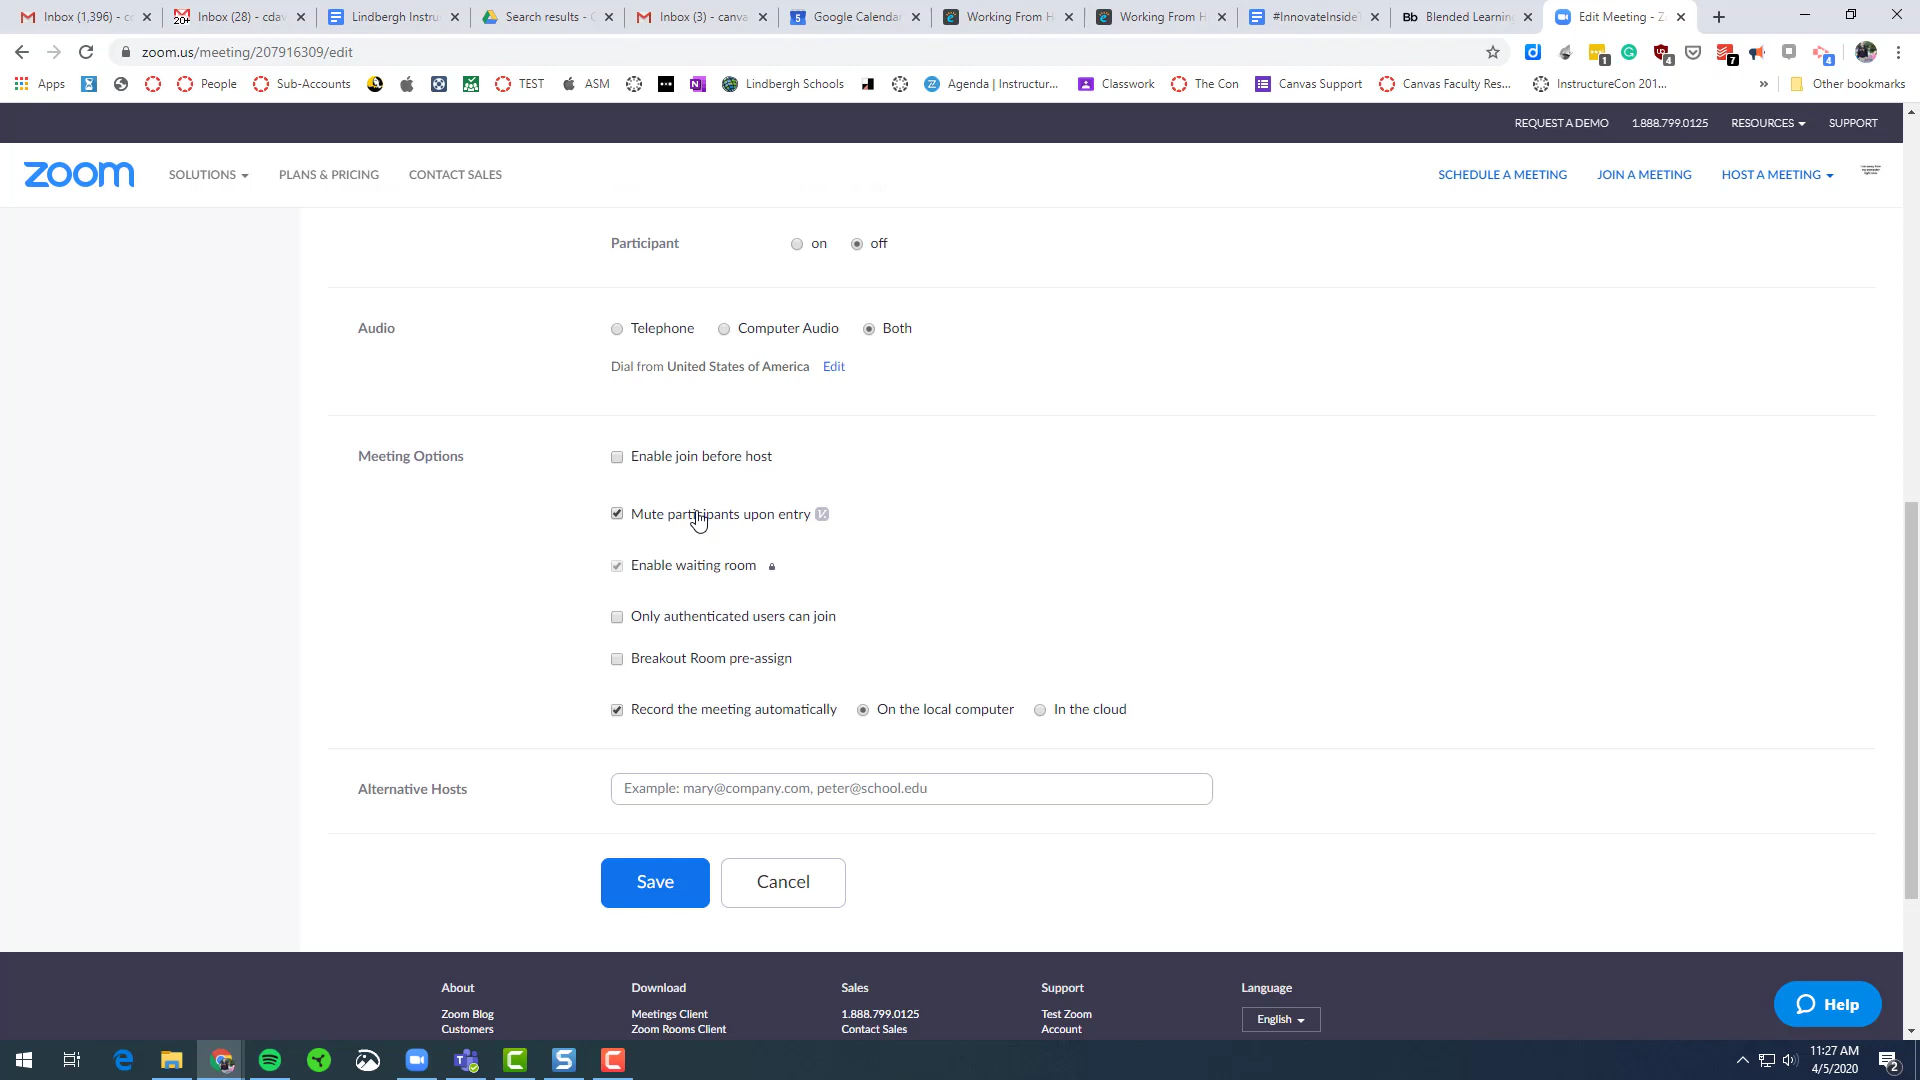 Inbox (1,396) - co
Inbox (28) - cdav
Lindbergh Instru
Search results - G
Inbox (3) - canva
Google Calendar
Working From H
Working From H
#InnovateInsideT
Blended Learning
Edit Meeting - Z
zoom.us/meeting/207916309/edit
Apps
People
Sub-Accounts
TEST
ASM
Lindbergh Schools
Agenda | Instructur...
Classwork
The Con
Canvas Support
Canvas Faculty Res...
InstructureCon 201...
»
Other bookmarks
REQUEST A DEMO
1.888.799.0125
RESOURCES
SUPPORT
zoom
SOLUTIONS
PLANS & PRICING
CONTACT SALES
SCHEDULE A MEETING
JOIN A MEETING
HOST A MEETING
Participant
on
off
Audio
Telephone
Computer Audio
Both
Dial from United States of America
Edit
Meeting Options
Enable join before host
Mute participants upon entry
Enable waiting room
Only authenticated users can join
Breakout Room pre-assign
Record the meeting automatically
On the local computer
In the cloud
Alternative Hosts
Example: mary@company.com, peter@school.edu
Save
Cancel
About
Download
Sales
Support
Language
Zoom Blog
Meetings Client
1.888.799.0125
Test Zoom
English
Customers
Zoom Rooms Client
Contact Sales
Account
Help
11:27 AM
4/5/2020
2